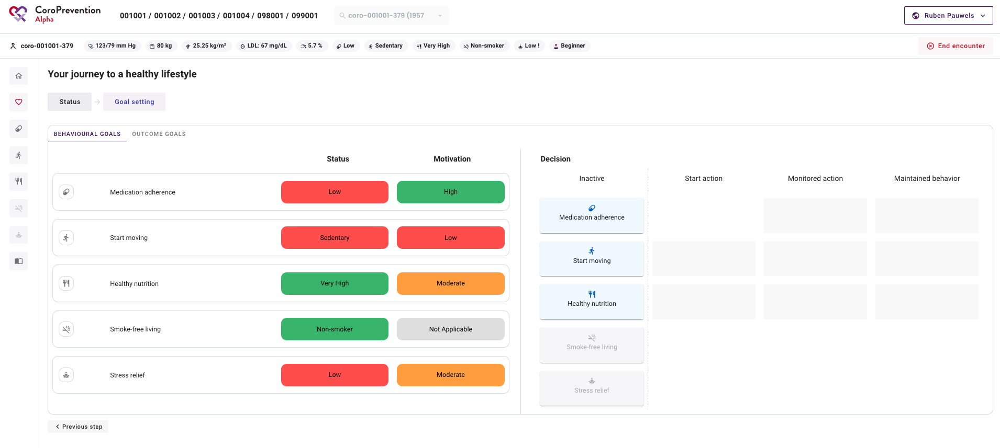 CoroPrevention
Alpha
001001 / 001002 / 001003 / 001004 / 098001 / 099001
coro-001001-379 (1957
Ruben Pauwels
coro-001001-379
123/79 mm Hg
80 kg
25.25 kg/m²
LDL: 67 mg/dL
5.7 %
Low
Sedentary
Very High
Non-smoker
Low !
Beginner
End encounter
Your journey to a healthy lifestyle
Status
Goal setting
BEHAVIOURAL GOALS
OUTCOME GOALS
Status
Motivation
Medication adherence
Low
High
Start moving
Sedentary
Low
Healthy nutrition
Very High
Moderate
Smoke-free living
Non-smoker
Not Applicable
Stress relief
Low
Moderate
Decision
Inactive
Start action
Monitored action
Maintained behavior
Medication adherence
Start moving
Healthy nutrition
Smoke-free living
Stress relief
Previous step